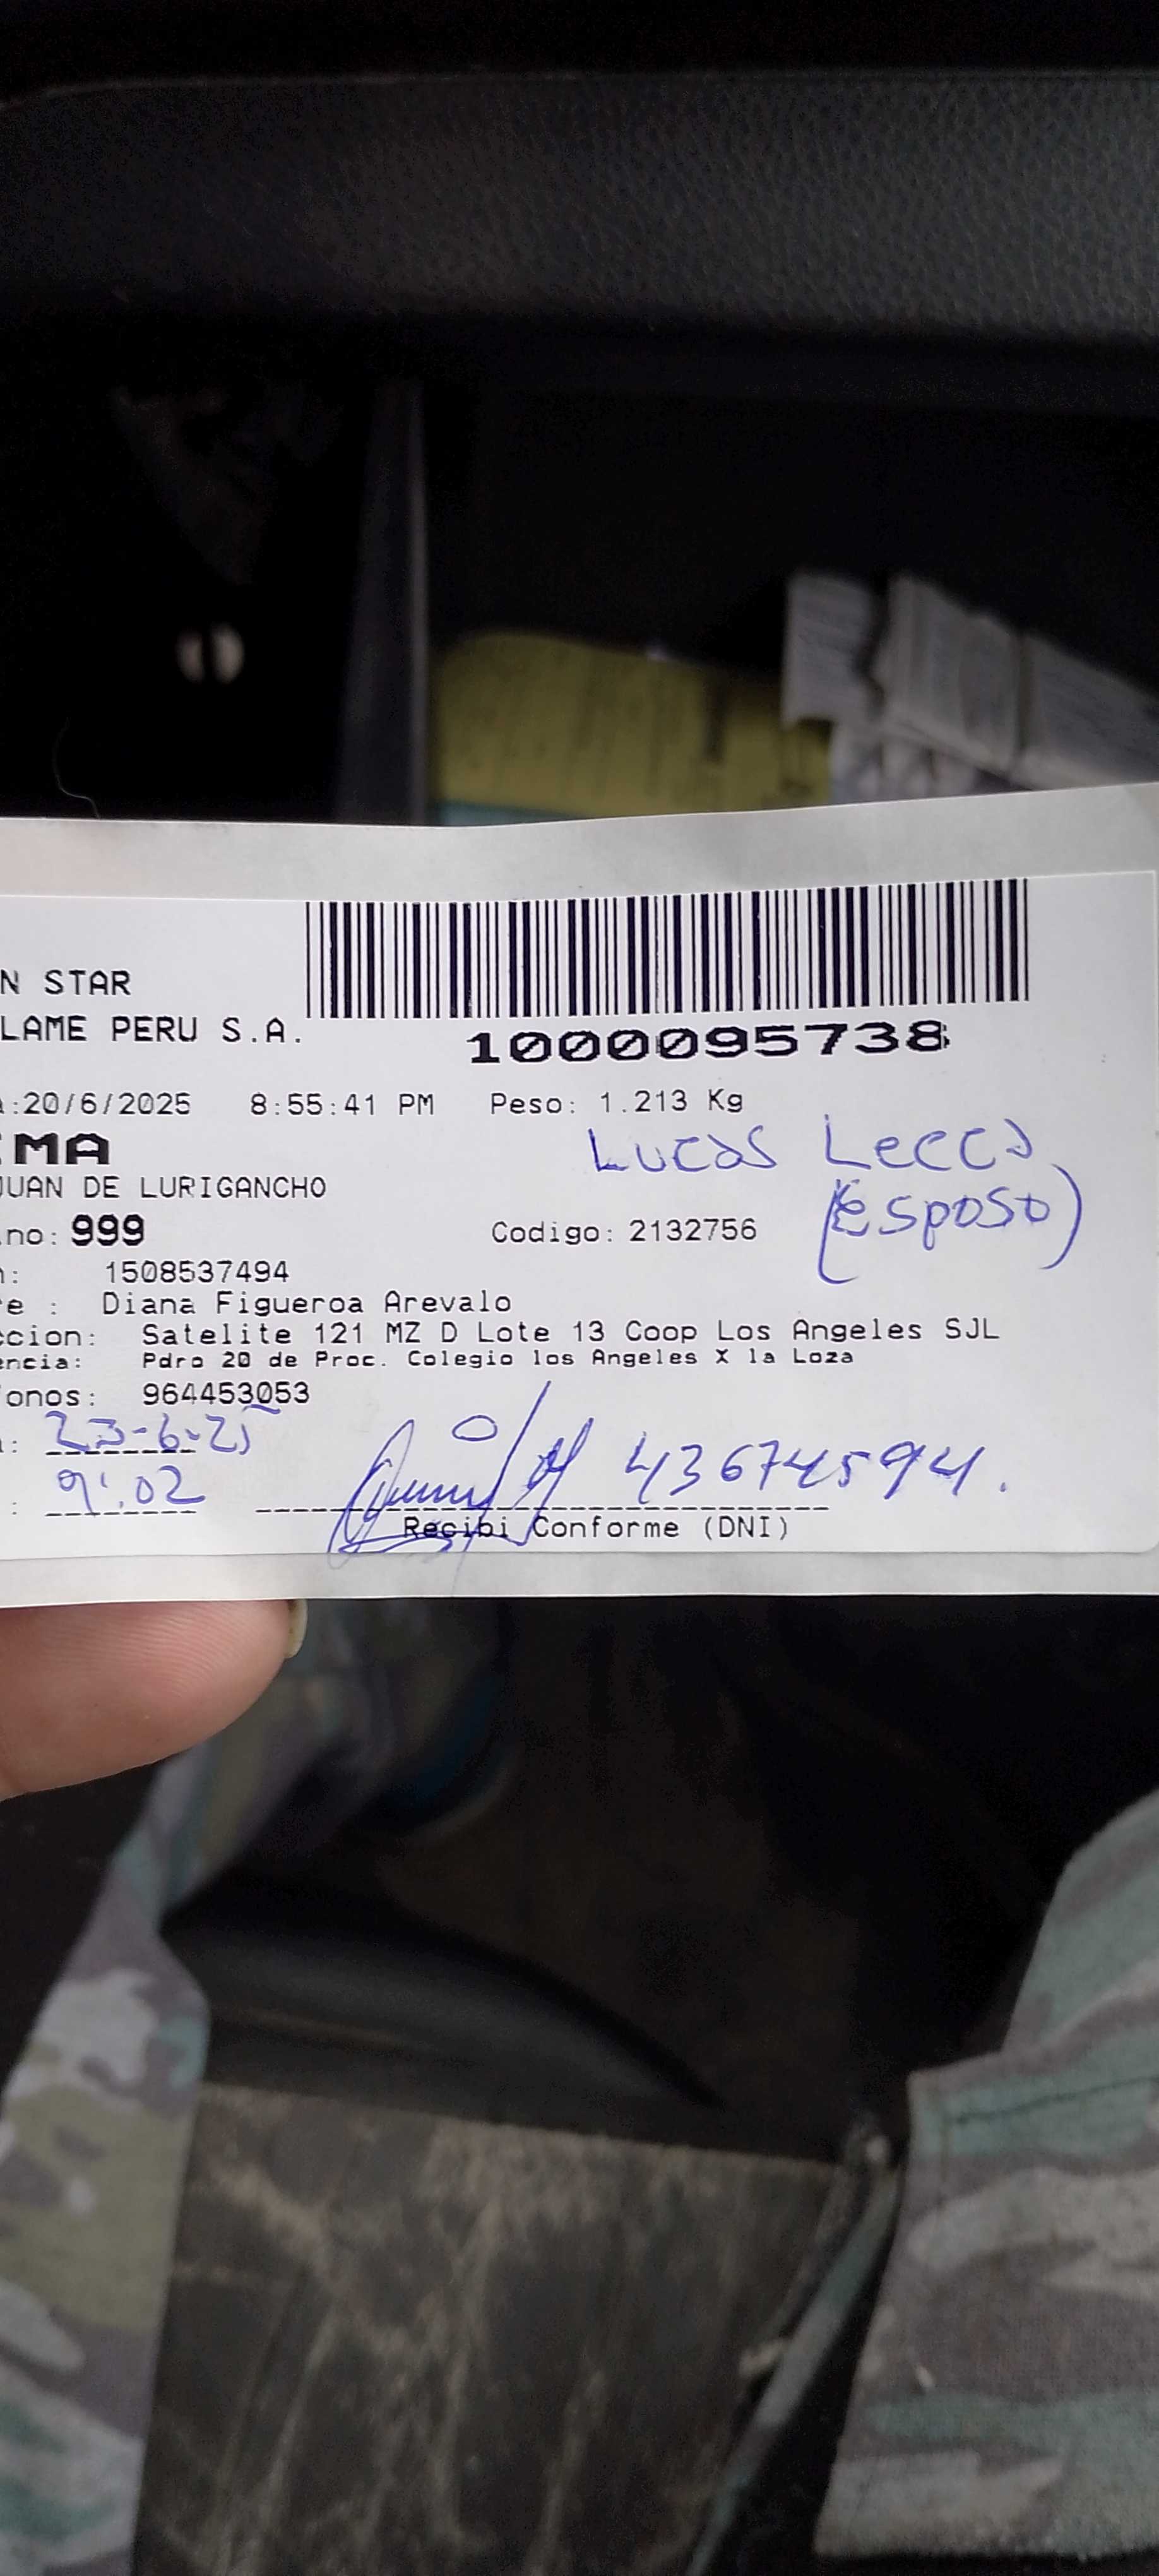 N STAR
LAME PERU S.A.
1000095738
:20/6/2025 8:55:41 PM Peso: 1.213 Kg
MA
Lucas Lecca
JUAN DE LURIGANCHO
(Esposo)
no: 999 Codigo: 2132756
: 1508537494
e : Diana Figueroa Arevalo
ccion: Satelite 121 MZ D Lote 13 Coop Los Angeles SJL
encia: Pdro 20 de Proc. Colegio los Angeles X la Loza
onos: 964453053
: 23-6-25
: 9:02
43674594.
Recibi Conforme (DNI)